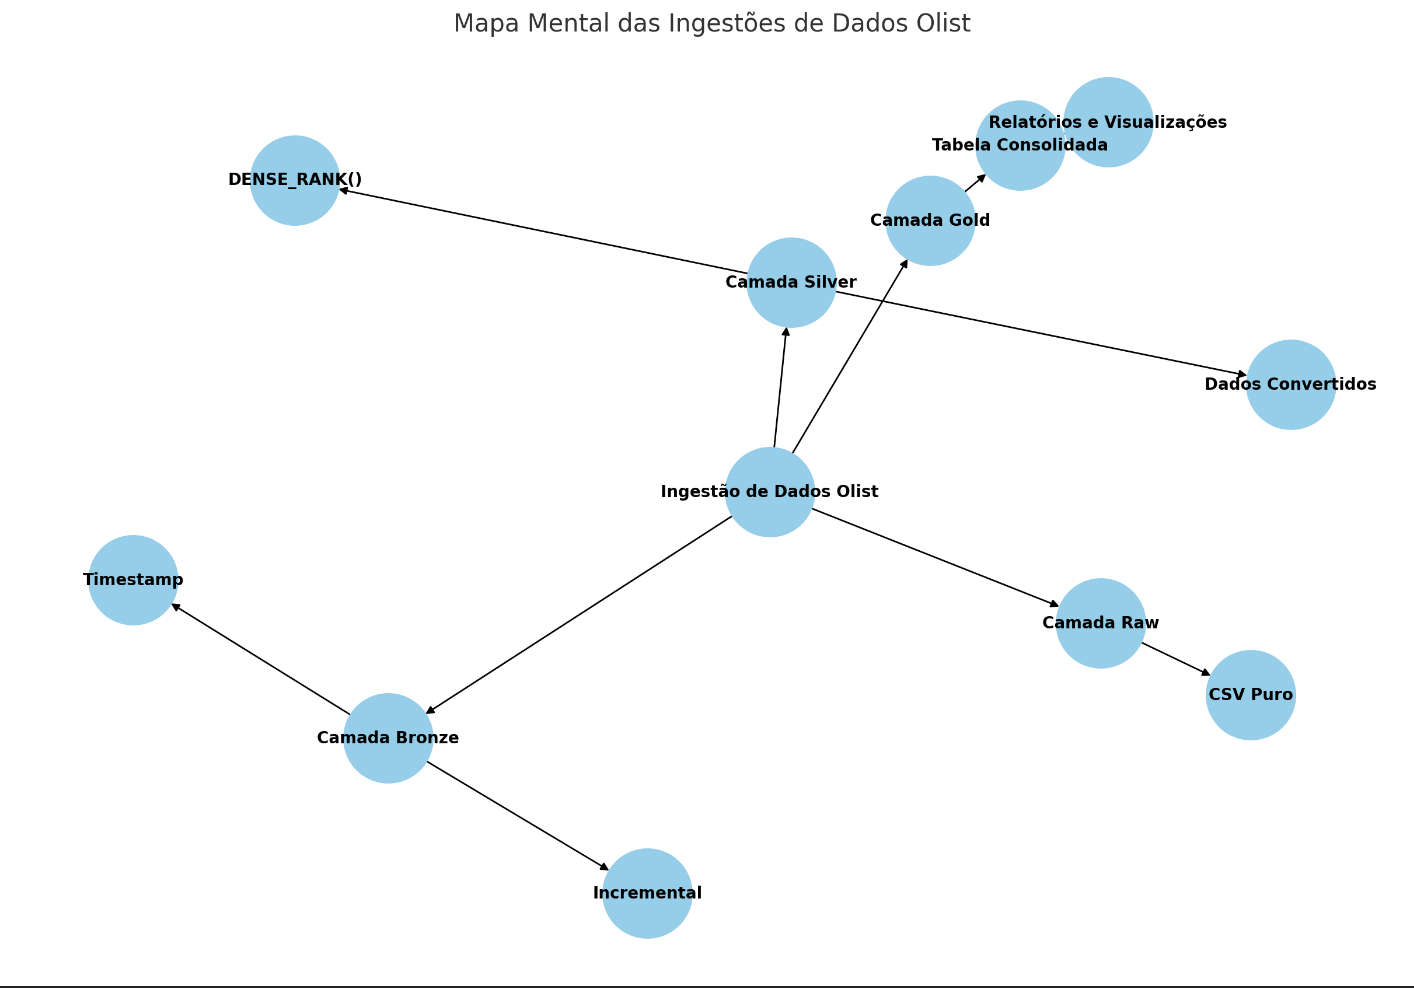 Mapa Mental das Ingestões de Dados Olist
Relatórios e Visualizações
Tabela Consolidada
DENSE_RANK()
Camada Gold
Camada Silver
Dados Convertidos
Ingestão de Dados Olist
Timestamp
Camada Raw
CSV Puro
Camada Bronze
Incremental